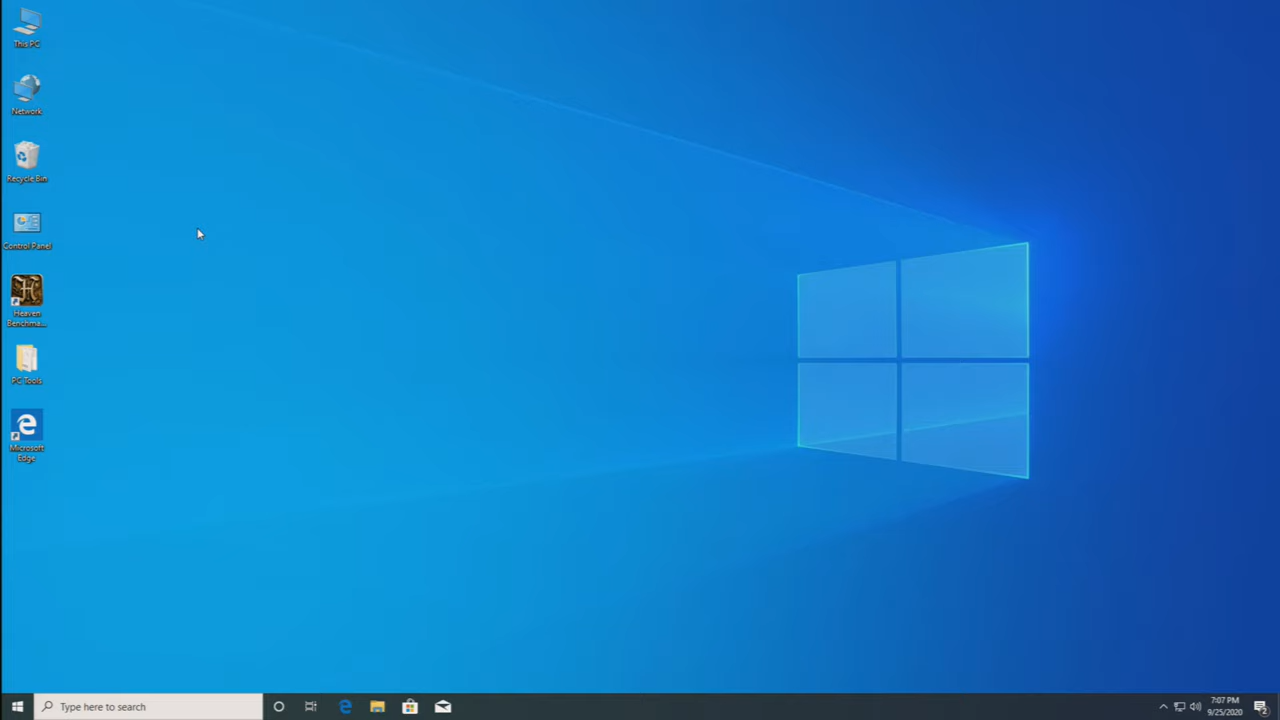 This PC
Network
Recycle Bin
Control Panel
Heaven
Benchma...
PC Tools
Microsoft
Edge
Type here to search
7:07 PM
9/25/2020
2